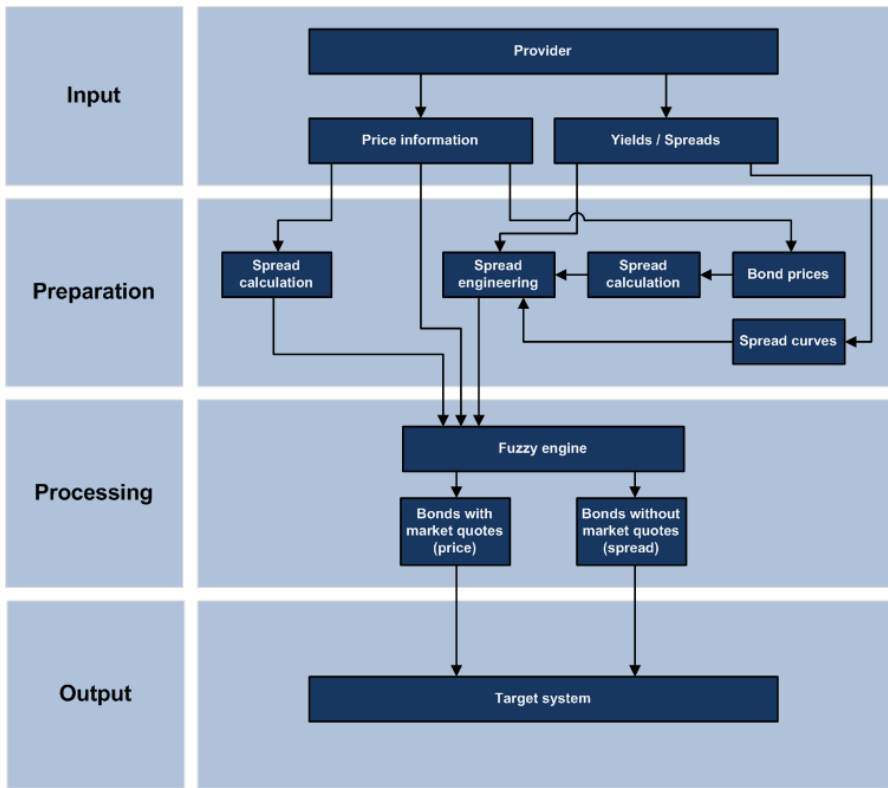 Input
Provider
Price information
Yields / Spreads
Preparation
Spread
calculation
Spread
engineering
Spread
calculation
Bond prices
Spread curves
Processing
Fuzzy engine
Bonds with
market quotes
(price)
Bonds without
market quotes
(spread)
Output
Target system